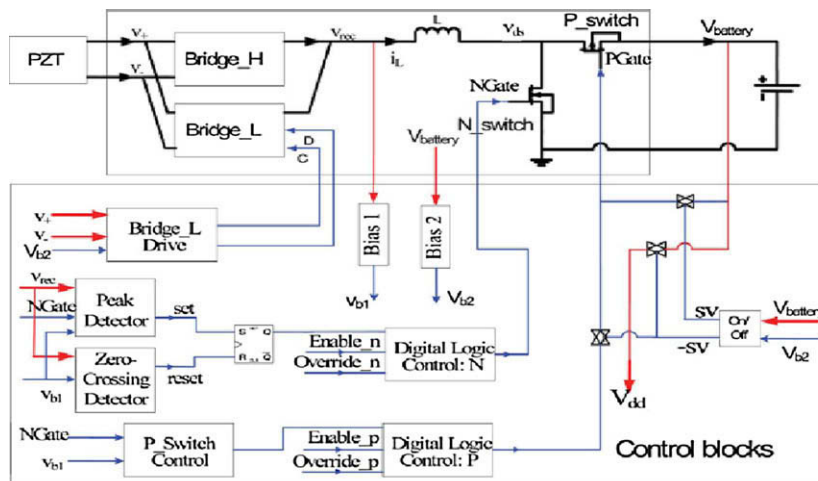 PZT
v+
v-
Bridge_H
Bridge_L
D
C
vrec
iL
L
vds
P_switch
PGate
Vbattery
NGate
N_switch
Vbattery
v+
v-
Vb2
Bridge_L
Drive
Bias 1
Bias 2
vb1
Vb2
vrec
NGate
Peak
Detector
set
vb1
Zero-
Crossing
Detector
reset
S
Q
R
Q
Enable_n
Override_n
Digital Logic
Control: N
SV
-SV
On/
Off
Vbattery
Vb2
Vdd
NGate
vb1
P_Switch
Control
Enable_p
Override_p
Digital Logic
Control: P
Control blocks